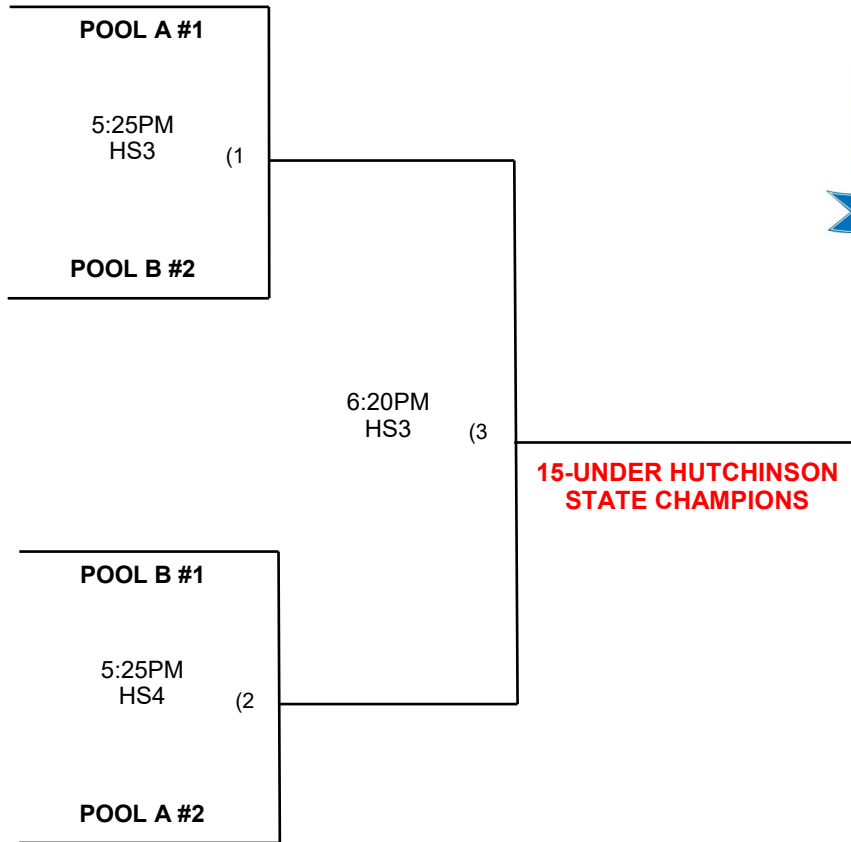 POOL A #1
5:25PM
HS3
(1
POOL B #2
6:20PM
HS3
(3
15-UNDER HUTCHINSON
STATE CHAMPIONS
POOL B #1
5:25PM
HS4
(2
POOL A #2